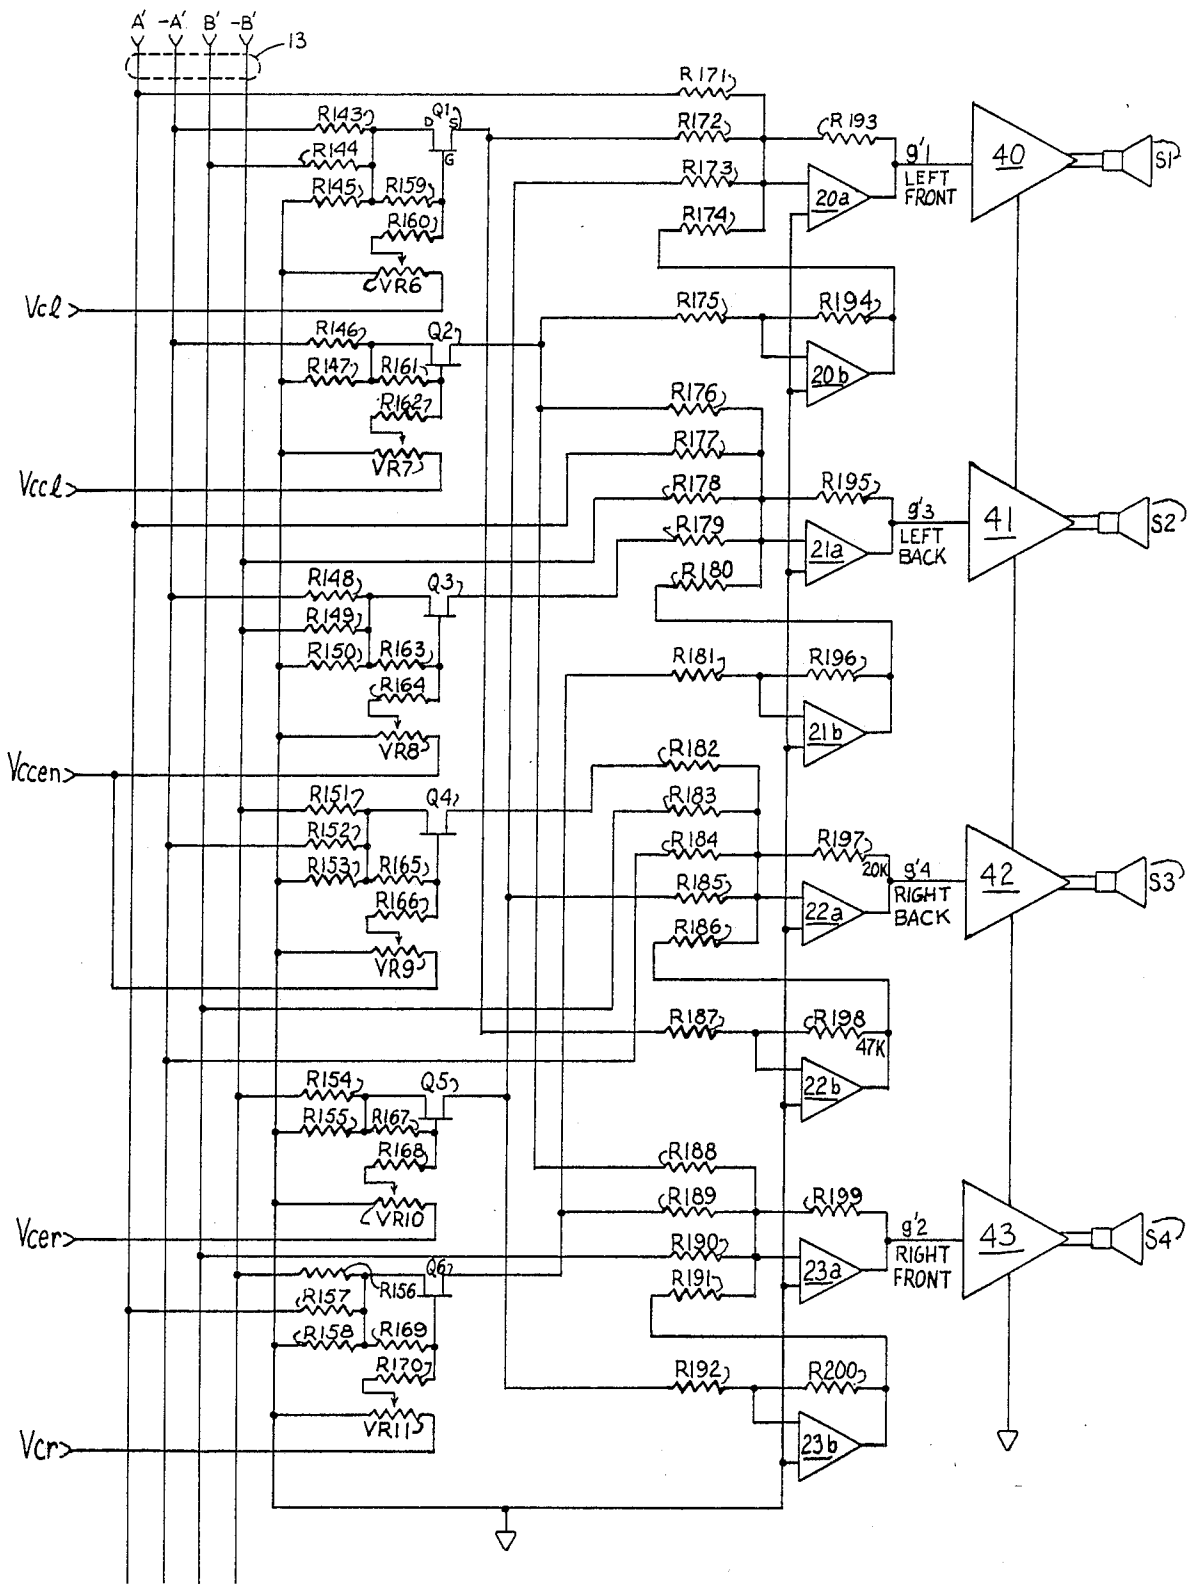 A' -A' B' -B'
13
R171
R143 Q1 D S G
R172 R193
R144
R173
R145 R159
g'1 LEFT FRONT
20a
40
S1
R160
R174
VR6
Vcl
R175 R194
R146 Q2
R147 R161
20b
R162
R176
VR7
R177
Vccl
R178 R195
g'3 LEFT BACK
41
S2
R179
21a
R148 Q3
R180
R149
R150 R163
R181 R196
R164
21b
VR8
Vccen
R182
R151 Q4
R183
R152
R184 R197 20K
R153 R165
R185
g'4 RIGHT BACK
42
S3
R166
22a
R186
VR9
R187 R198 47K
R154 Q5
22b
R155 R167
R168
R188
R189 R199
VR10
Vcer
R190
g'2 RIGHT FRONT
43
S4
Q6
R156
23a
R191
R157
R158 R169
R170
R192 R200
VR11
Vcr
23b